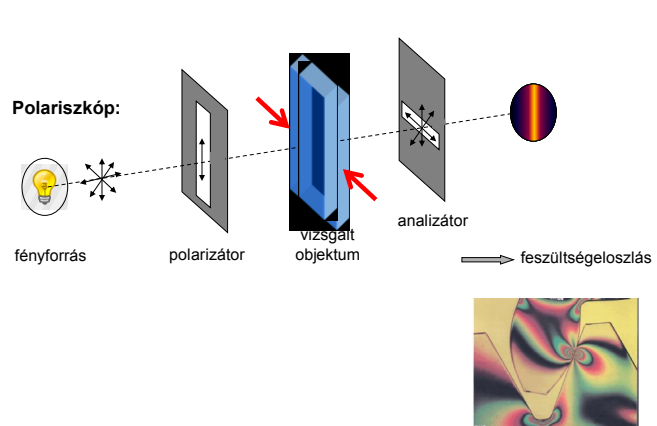 Polariszkóp:
fényforrás
polarizátor
vizsgált
objektum
analizátor
feszültségeloszlás